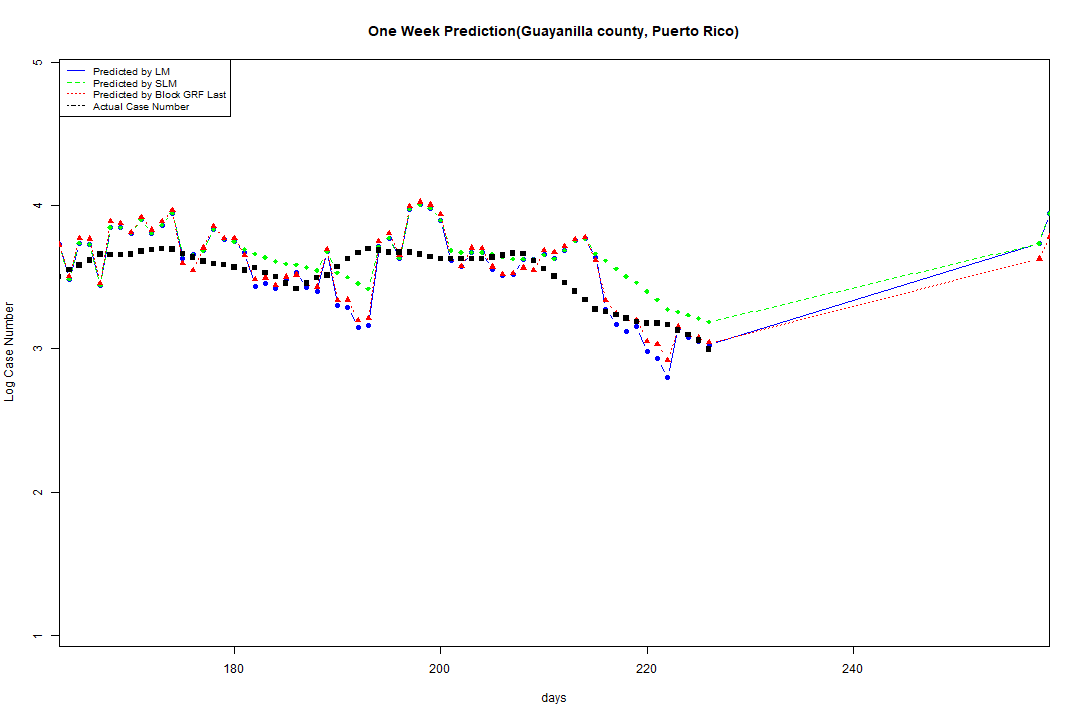 One Week Prediction(Guayanilla county, Puerto Rico)
Predicted by LM
Predicted by SLM
Predicted by Block GRF Last
Actual Case Number
5
4
3
2
1
Log Case Number
180
200
220
240
days